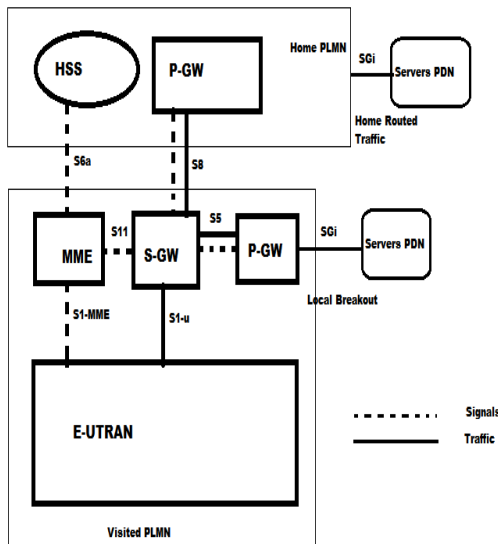 Home PLMN
HSS
P-GW
SGi
Servers PDN
Home Routed
Traffic
S6a
S8
S11
S5
MME
S-GW
P-GW
SGi
Servers PDN
Local Breakout
S1-MME
S1-u
E-UTRAN
Signals
Traffic
Visited PLMN